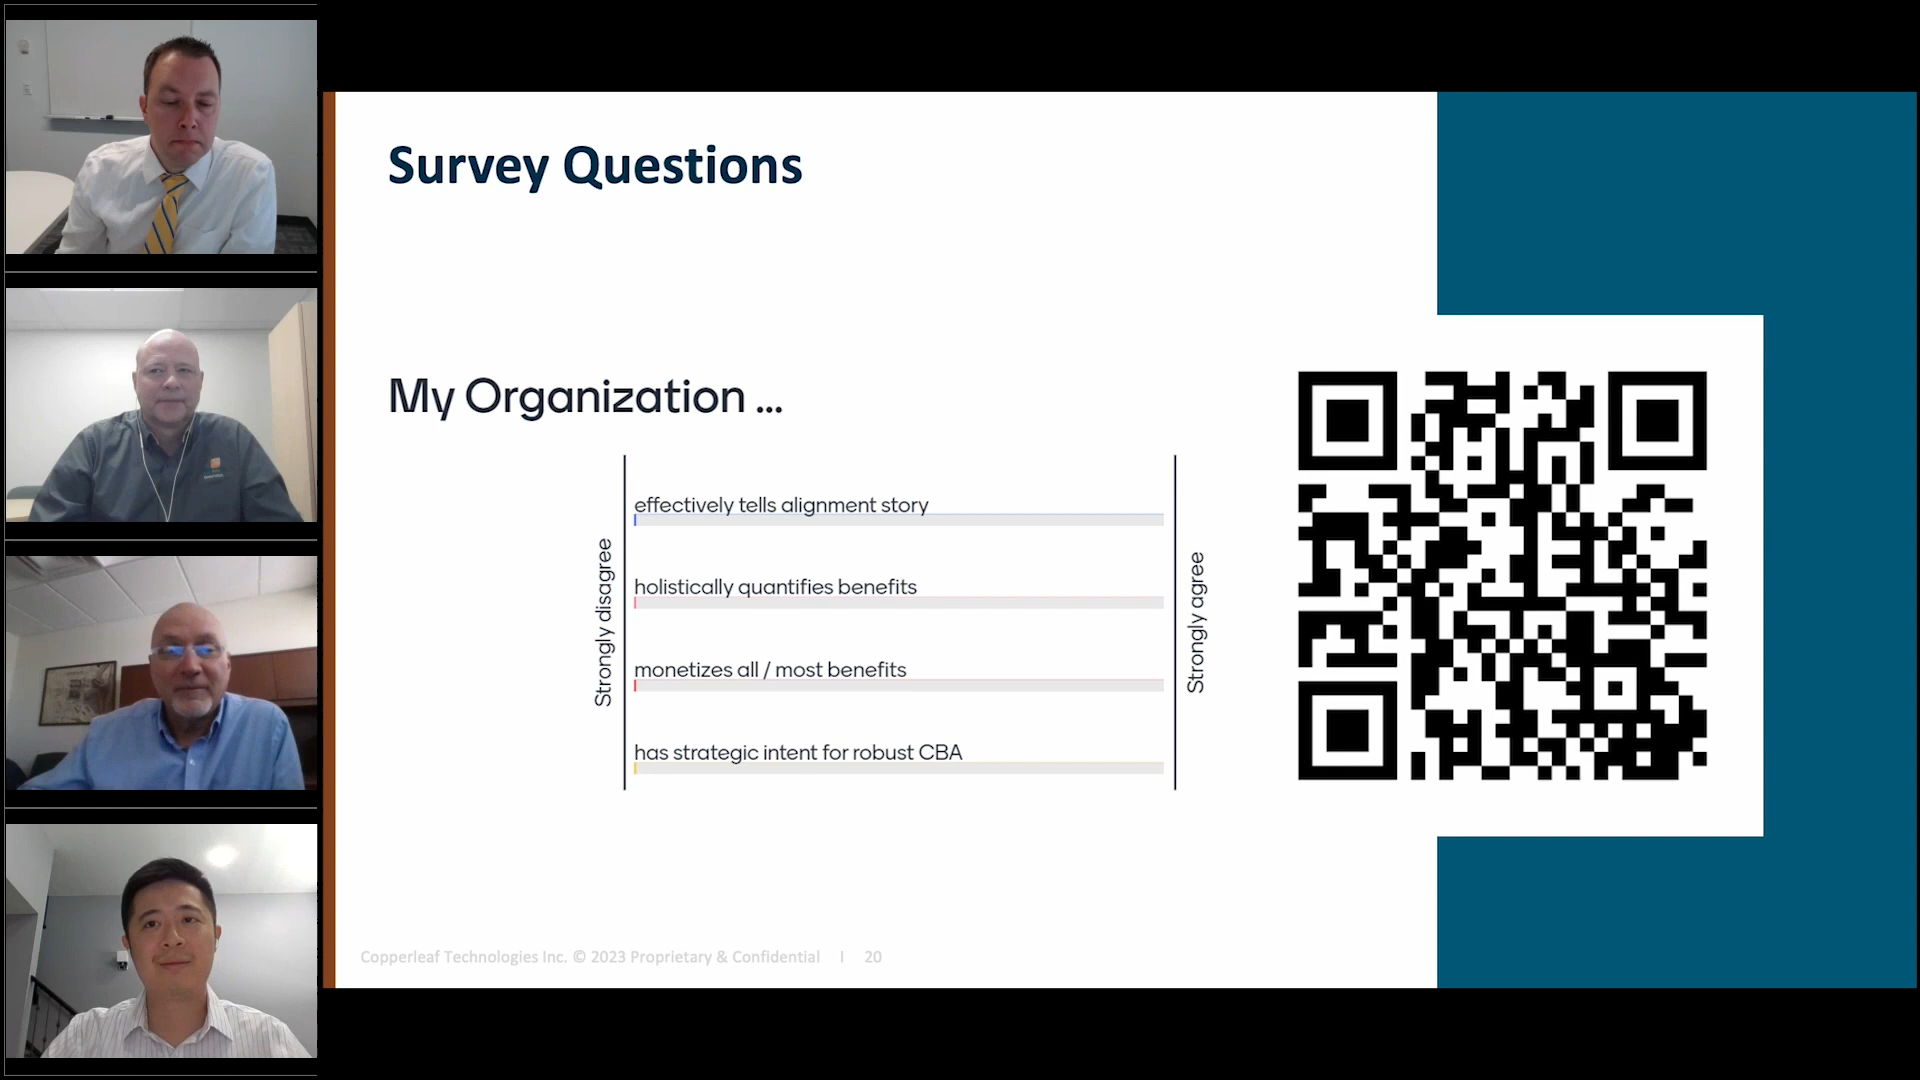 Survey Questions
My Organization ...
Strongly disagree
effectively tells alignment story
holistically quantifies benefits
monetizes all / most benefits
has strategic intent for robust CBA
Strongly agree
Copperleaf Technologies Inc. © 2023 Proprietary & Confidential | 20